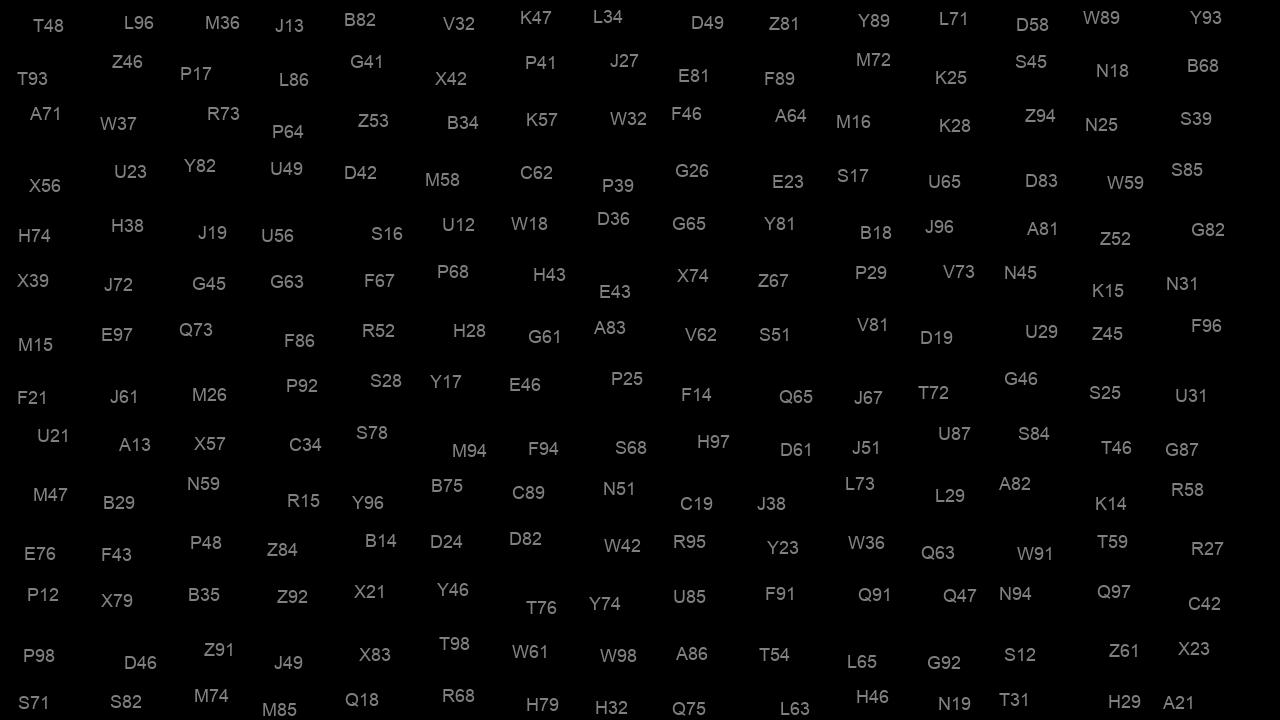 T48 L96 M36 J13 B82 V32 K47 L34 D49 Z81 Y89 L71 D58 W89 Y93
T93 Z46 P17 L86 G41 X42 P41 J27 E81 F89 M72 K25 S45 N18 B68
A71 W37 R73 P64 Z53 B34 K57 W32 F46 A64 M16 K28 Z94 N25 S39
X56 U23 Y82 U49 D42 M58 C62 P39 G26 E23 S17 U65 D83 W59 S85
H74 H38 J19 U56 S16 U12 W18 D36 G65 Y81 B18 J96 A81 Z52 G82
X39 J72 G45 G63 F67 P68 H43 E43 X74 Z67 P29 V73 N45 K15 N31
M15 E97 Q73 F86 R52 H28 G61 A83 V62 S51 V81 D19 U29 Z45 F96
F21 J61 M26 P92 S28 Y17 E46 P25 F14 Q65 J67 T72 G46 S25 U31
U21 A13 X57 C34 S78 M94 F94 S68 H97 D61 J51 U87 S84 T46 G87
M47 B29 N59 R15 Y96 B75 C89 N51 C19 J38 L73 L29 A82 K14 R58
E76 F43 P48 Z84 B14 D24 D82 W42 R95 Y23 W36 Q63 W91 T59 R27
P12 X79 B35 Z92 X21 Y46 T76 Y74 U85 F91 Q91 Q47 N94 Q97 C42
P98 D46 Z91 J49 X83 T98 W61 W98 A86 T54 L65 G92 S12 Z61 X23
S71 S82 M74 M85 Q18 R68 H79 H32 Q75 L63 H46 N19 T31 H29 A21